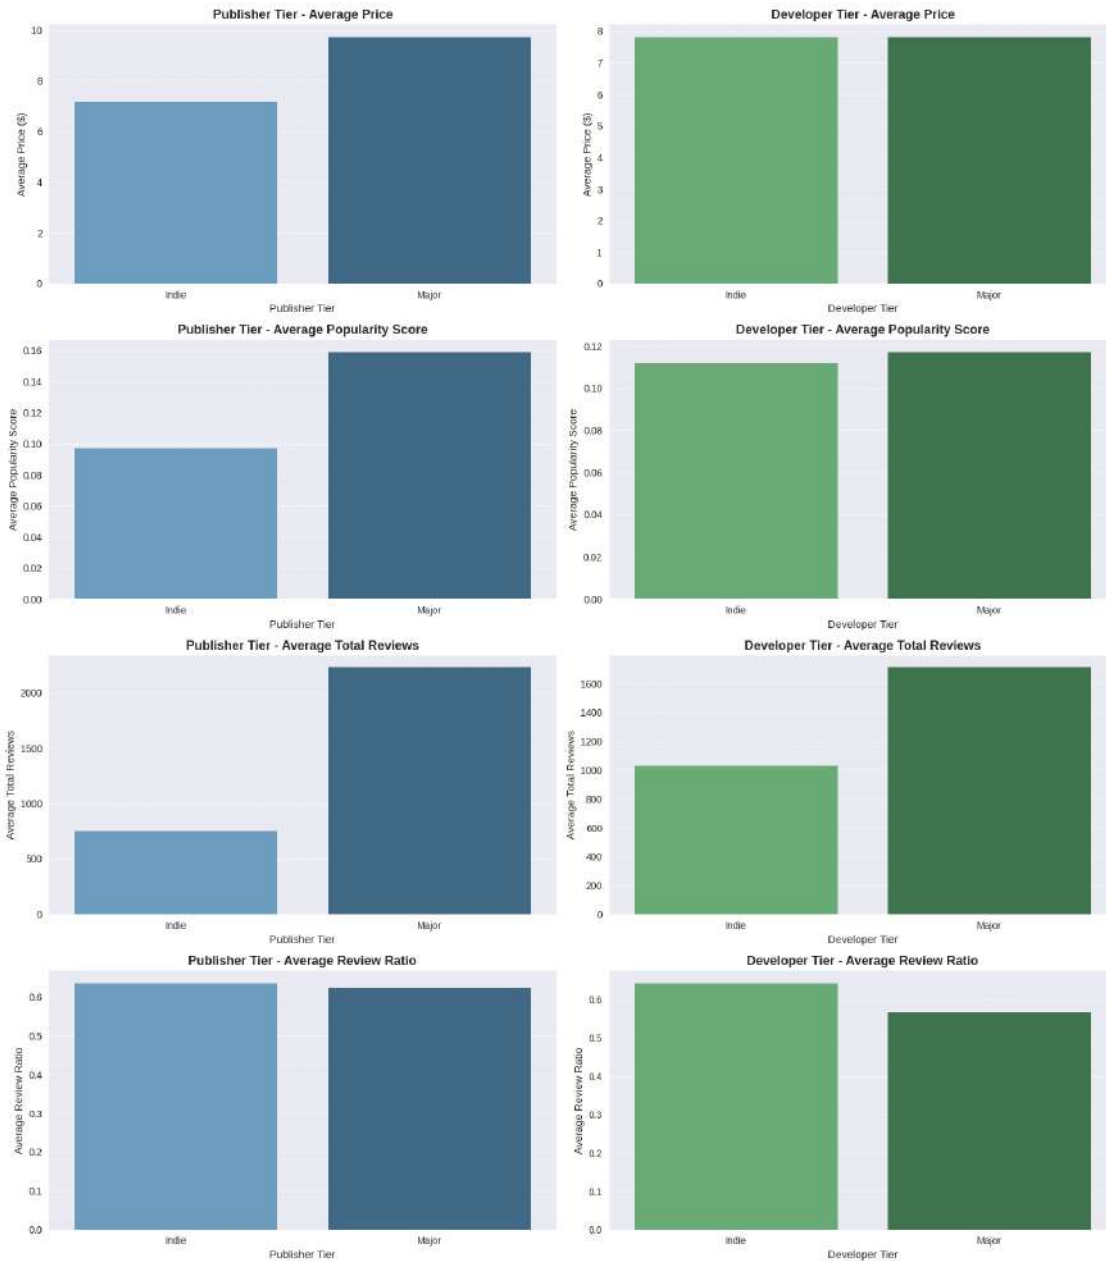 Publisher Tier - Average Price
Average Price ($)
10
8
6
4
2
0
Indie
Major
Publisher Tier
Developer Tier - Average Price
Average Price ($)
8
7
6
5
4
3
2
1
0
Indie
Major
Developer Tier
Publisher Tier - Average Popularity Score
Average Popularity Score
0.16
0.14
0.12
0.10
0.08
0.06
0.04
0.02
0.00
Indie
Major
Publisher Tier
Developer Tier - Average Popularity Score
Average Popularity Score
0.12
0.10
0.08
0.06
0.04
0.02
0.00
Indie
Major
Developer Tier
Publisher Tier - Average Total Reviews
Average Total Reviews
2000
1500
1000
500
0
Indie
Major
Publisher Tier
Developer Tier - Average Total Reviews
Average Total Reviews
1600
1400
1200
1000
800
600
400
200
0
Indie
Major
Developer Tier
Publisher Tier - Average Review Ratio
Average Review Ratio
0.6
0.5
0.4
0.3
0.2
0.1
0.0
Indie
Major
Publisher Tier
Developer Tier - Average Review Ratio
Average Review Ratio
0.6
0.5
0.4
0.3
0.2
0.1
0.0
Indie
Major
Developer Tier